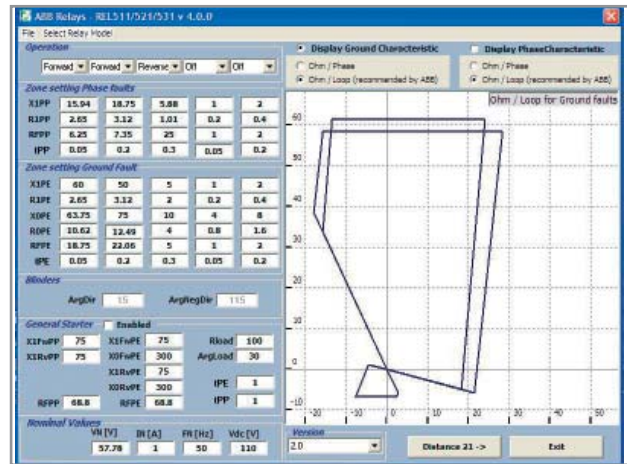 ABB Relays - REL511/521/531 v 4.0.0
File Select Relay Model
Operation
Forward Forward Reverse Off Off
Zone setting Phase faults
X1PP 15.94 18.75 5.88 1 2
R1PP 2.65 3.12 1.01 0.2 0.4
RFPP 6.25 7.35 25 1 2
tPP 0.05 0.2 0.3 0.05 0.2
Zone setting Ground Fault
X1PE 60 50 5 1 2
R1PE 2.65 3.12 2 0.2 0.4
X0PE 63.75 75 10 4 8
R0PE 10.62 12.49 4 0.8 1.6
RFPE 18.75 22.06 5 1 2
tPE 0.05 0.2 0.3 0.05 0.2
Blinders
ArgDir 15 ArgNegDir 115
General Starter Enabled
X1FwPP 75 X1FwPE 75 Rload 100
X1RvPP 75 X0FwPE 300 ArgLoad 30
X1RvPE 75
X0RvPE 300 tPE 1
RFPP 68.8 RFPE 68.8 tPP 1
Nominal Values
VN [V] IN [A] FN [Hz] Vdc [V]
57.78 1 50 110
Display Ground Characteristic
Ohm / Phase
Ohm / Loop (recommended by ABB)
Display PhaseCharacteristic
Ohm / Phase
Ohm / Loop (recommended by ABB)
Ohm / Loop for Ground faults
60
50
40
30
20
10
0
-10
-20 -10 0 10 20 30 40 50
Version
2.0
Distance 21 ->
Exit